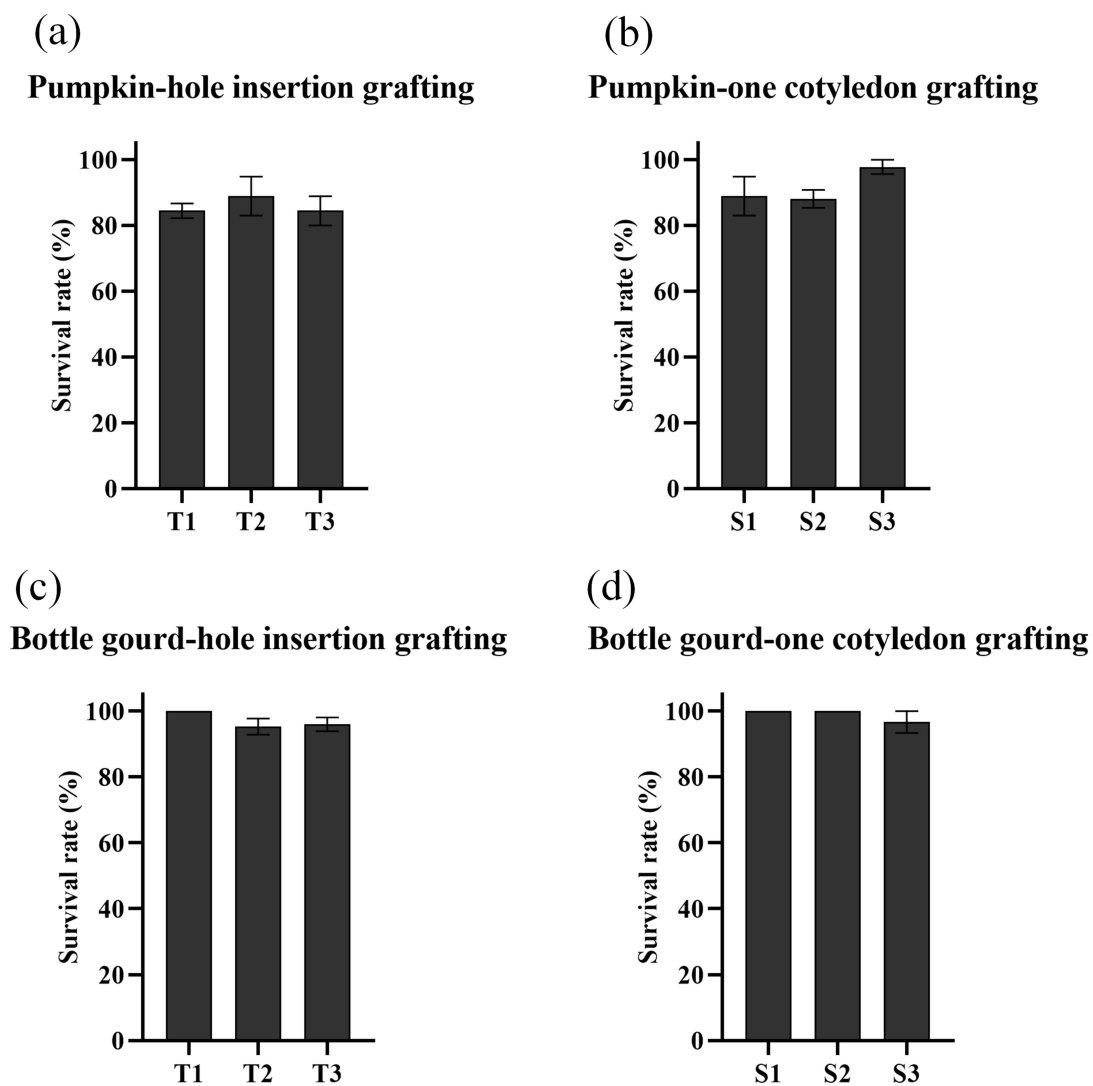 (a)
Pumpkin-hole insertion grafting
Survival rate (%)
100
80
60
40
20
0
T1 T2 T3
(b)
Pumpkin-one cotyledon grafting
Survival rate (%)
100
80
60
40
20
0
S1 S2 S3
(c)
Bottle gourd-hole insertion grafting
Survival rate (%)
100
80
60
40
20
0
T1 T2 T3
(d)
Bottle gourd-one cotyledon grafting
Survival rate (%)
100
80
60
40
20
0
S1 S2 S3